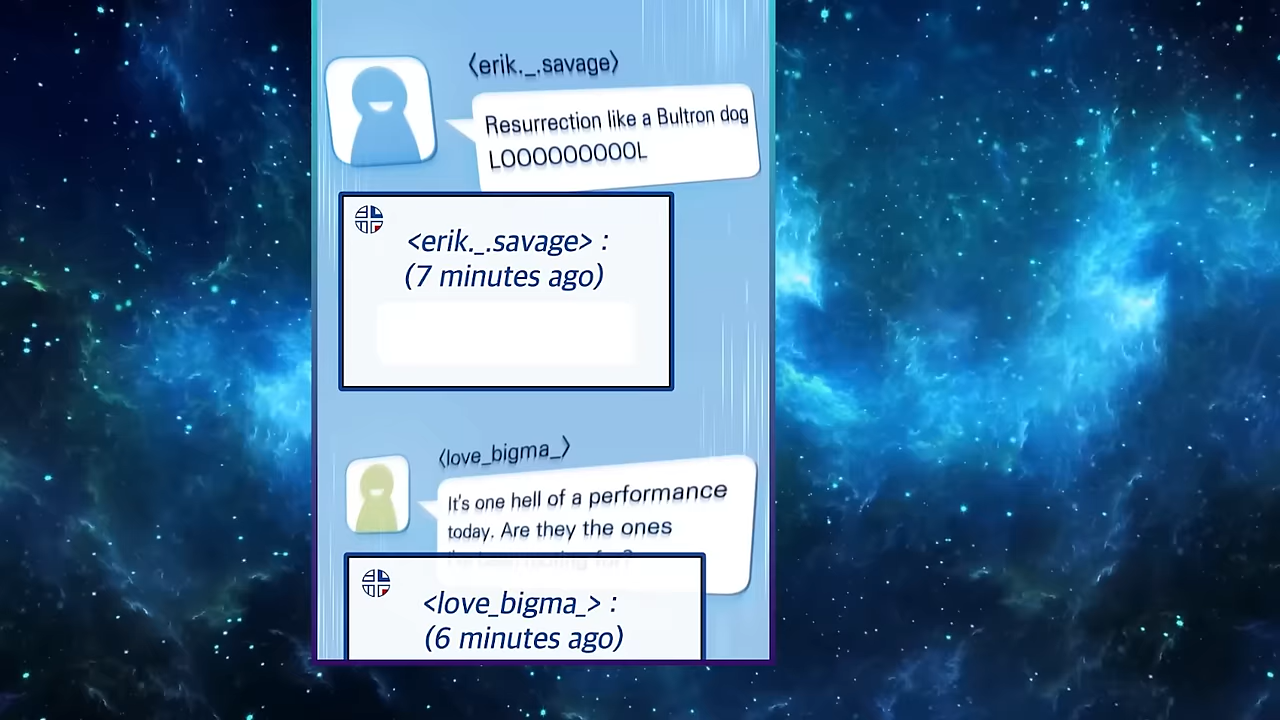 〈erik._.savage〉
Resurrection like a Bultron dog
LOOOOOOOOOL
<erik._.savage> :
(7 minutes ago)
〈love_bigma_〉
It's one hell of a performance
today. Are they the ones
<love_bigma_> :
(6 minutes ago)